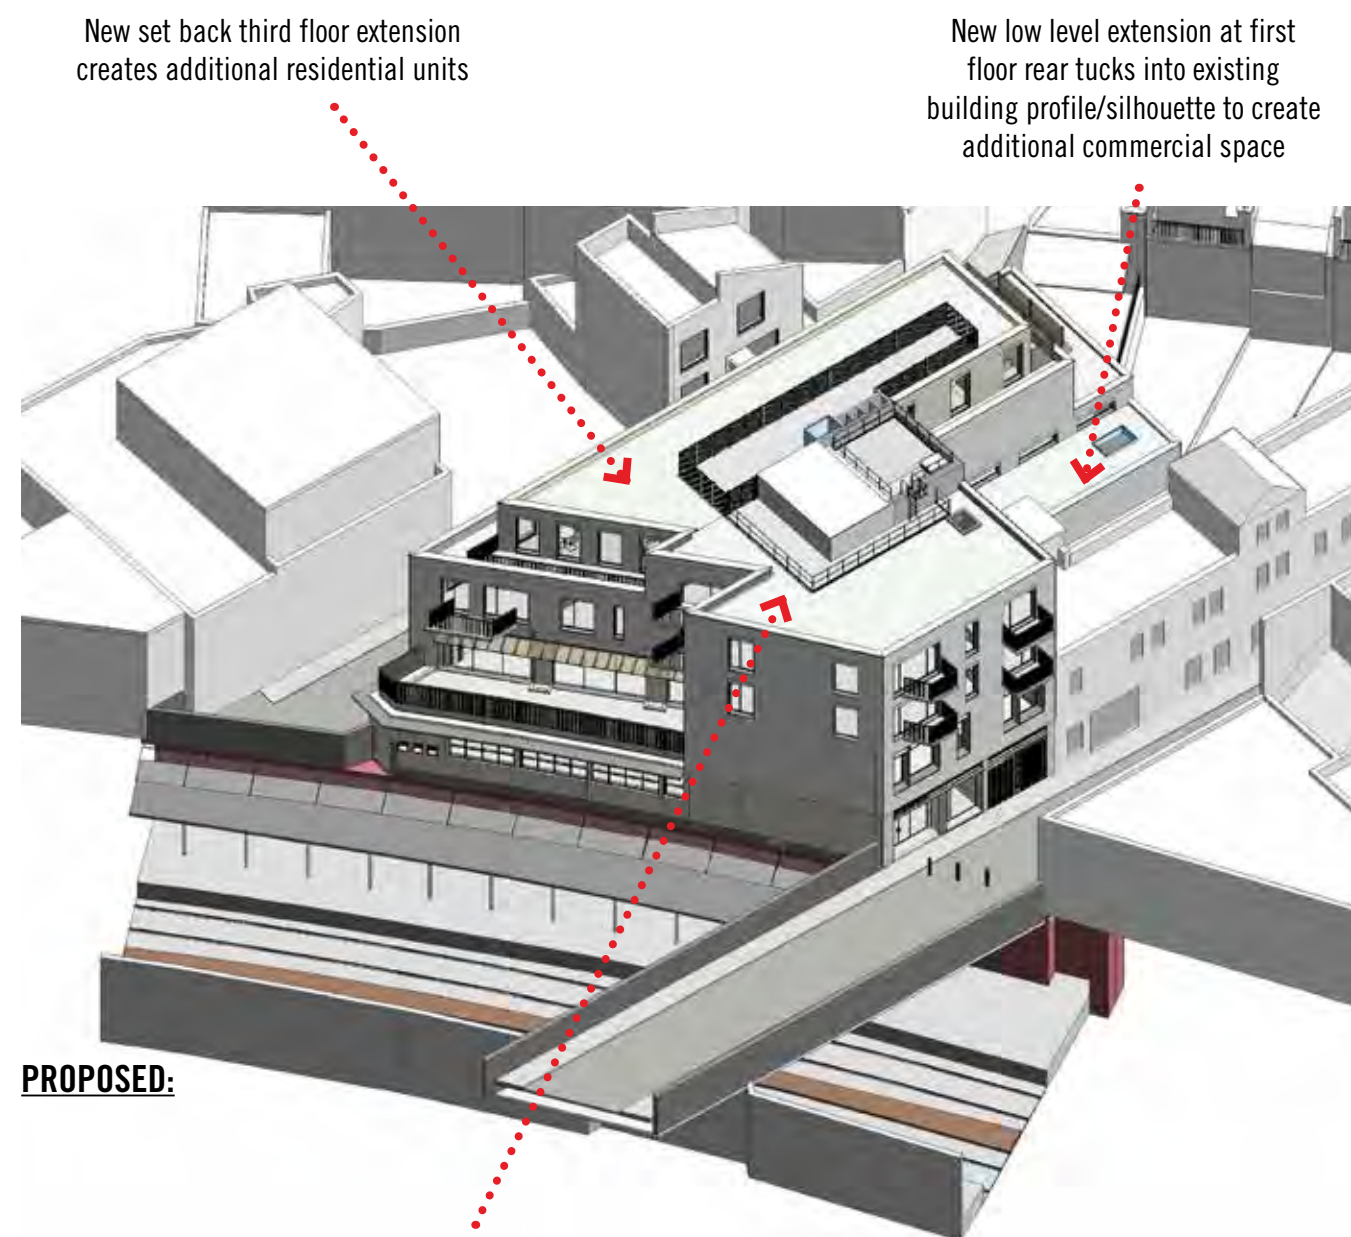 New set back third floor extension
creates additional residential units
New low level extension at first
floor rear tucks into existing
building profile/silhouette to create
additional commercial space
PROPOSED: